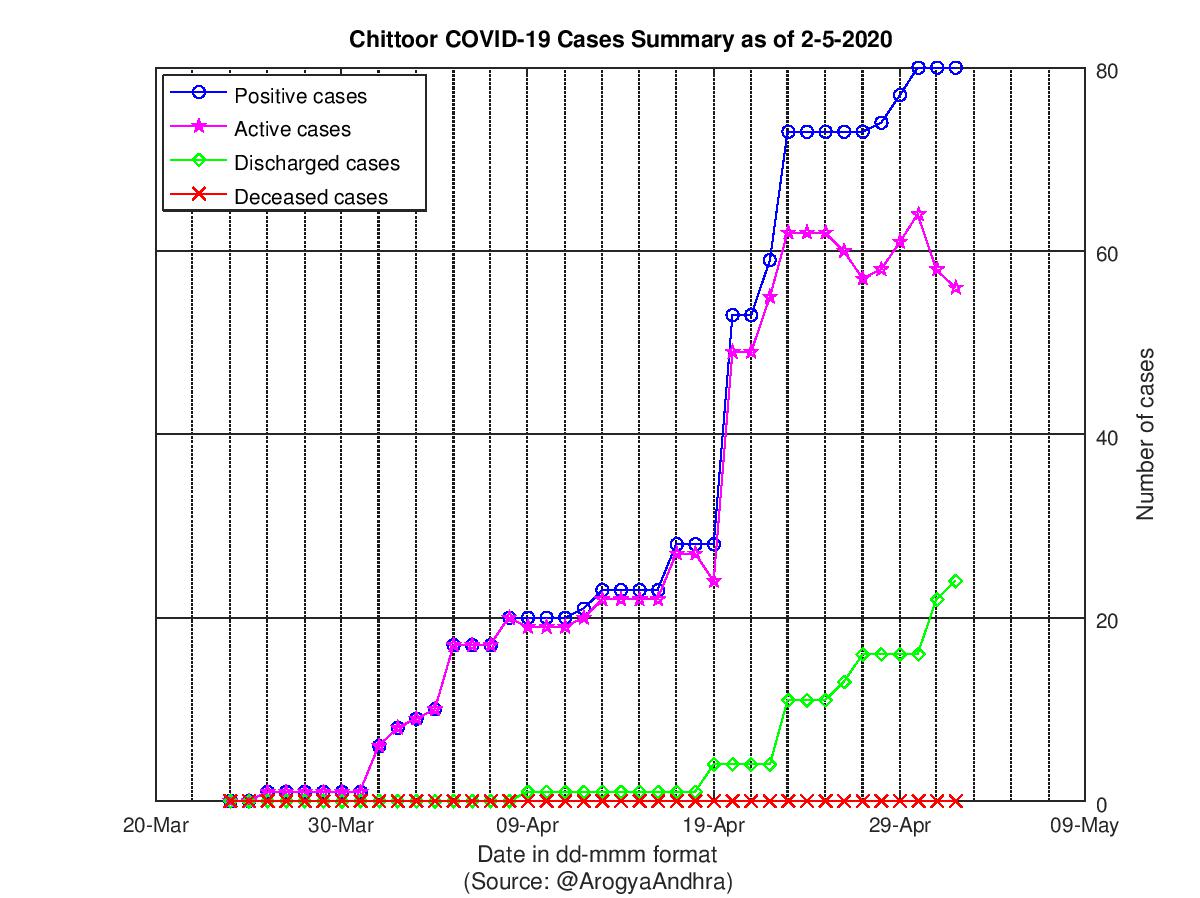 Chittoor COVID-19 Cases Summary as of 2-5-2020
Positive cases
Active cases
Discharged cases
Deceased cases
80
60
40
20
0
Number of cases
20-Mar
30-Mar
09-Apr
19-Apr
29-Apr
09-May
Date in dd-mmm format
(Source: @ArogyaAndhra)